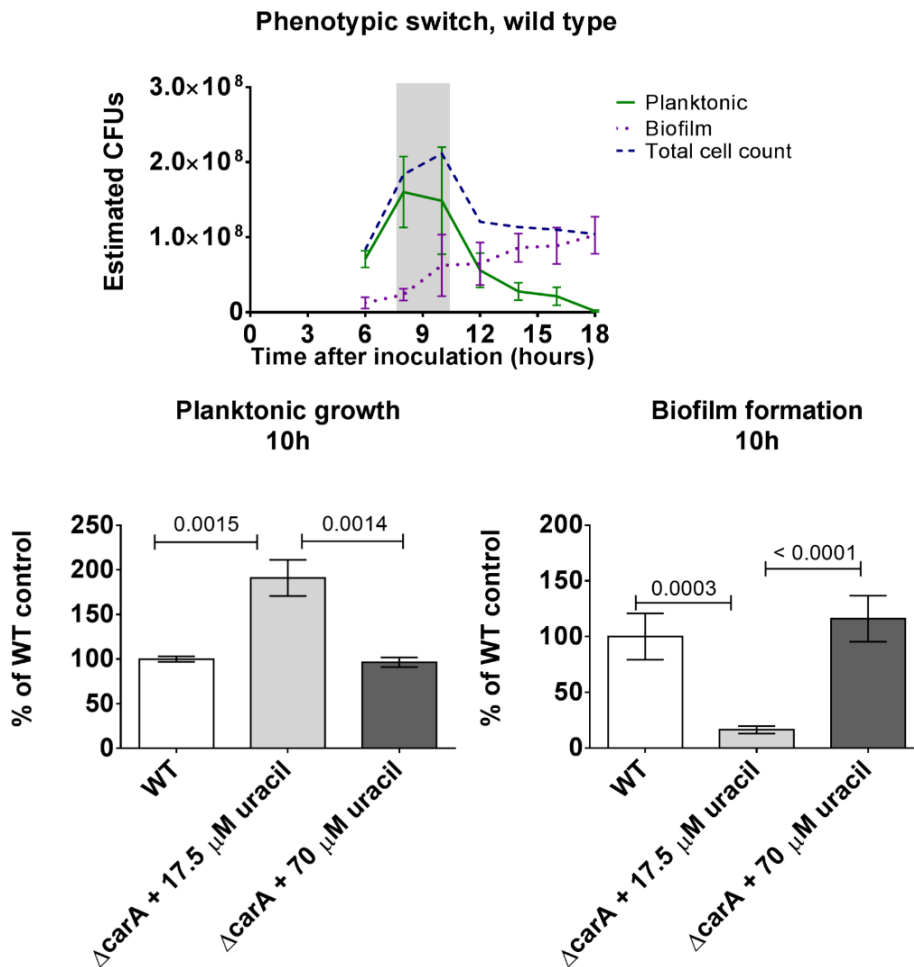 Phenotypic switch, wild type
Estimated CFUs
3.0×10⁸
2.0×10⁸
1.0×10⁸
0
0 3 6 9 12 15 18
Time after inoculation (hours)
Planktonic
Biofilm
Total cell count
Planktonic growth
10h
% of WT control
250
200
150
100
50
0
0.0015
0.0014
WT
ΔcarA + 17.5 μM uracil
ΔcarA + 70 μM uracil
Biofilm formation
10h
% of WT control
200
150
100
50
0
0.0003
< 0.0001
WT
ΔcarA + 17.5 μM uracil
ΔcarA + 70 μM uracil